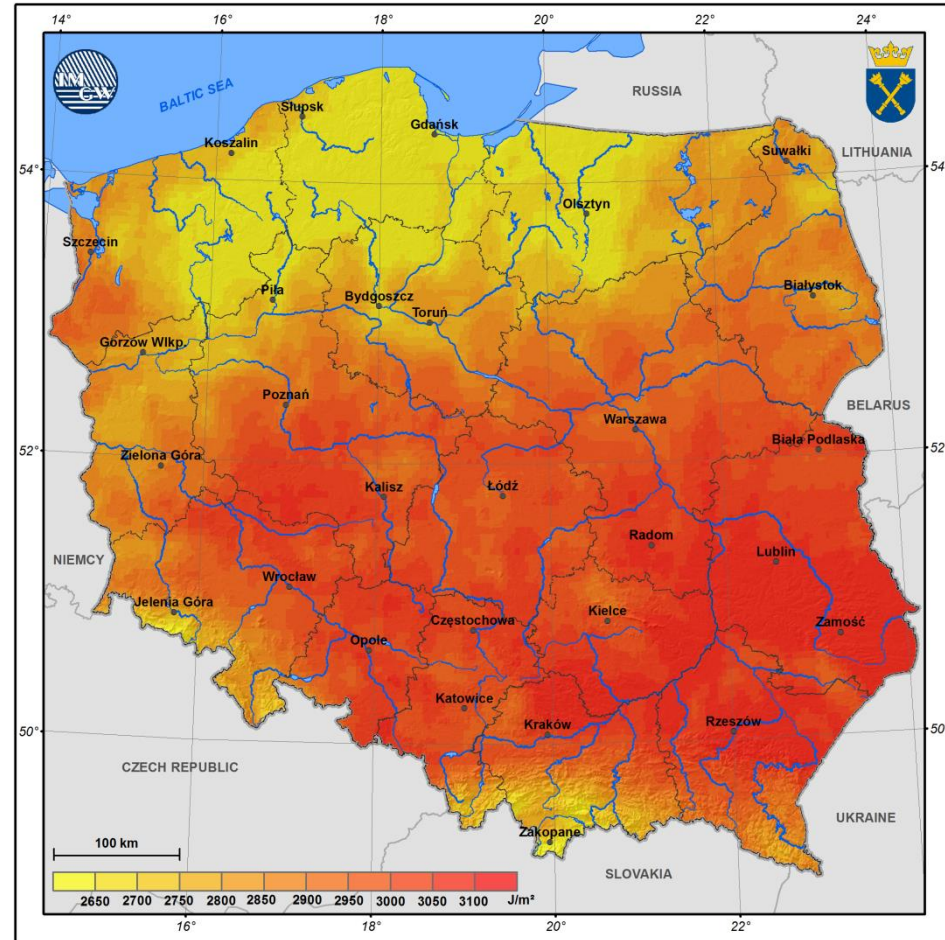 14° 16° 18° 20° 22° 24°
IM
CW
BALTIC SEA
RUSSIA
Słupsk
Gdańsk
Koszalin
Suwałki
LITHUANIA
54° 54°
Olsztyn
Szczecin
Piła
Bydgoszcz
Białystok
Toruń
Gorzów Wlkp.
Poznań
BELARUS
Warszawa
Biała Podlaska
52° 52°
Zielona Góra
Kalisz
Łódź
Radom
NIEMCY
Lublin
Wrocław
Jelenia Góra
Kielce
Częstochowa
Zamość
Opole
Katowice
Kraków
Rzeszów
50° 50°
CZECH REPUBLIC
UKRAINE
Zakopane
100 km
SLOVAKIA
2650 2700 2750 2800 2850 2900 2950 3000 3050 3100 J/m²
16° 18° 20° 22°